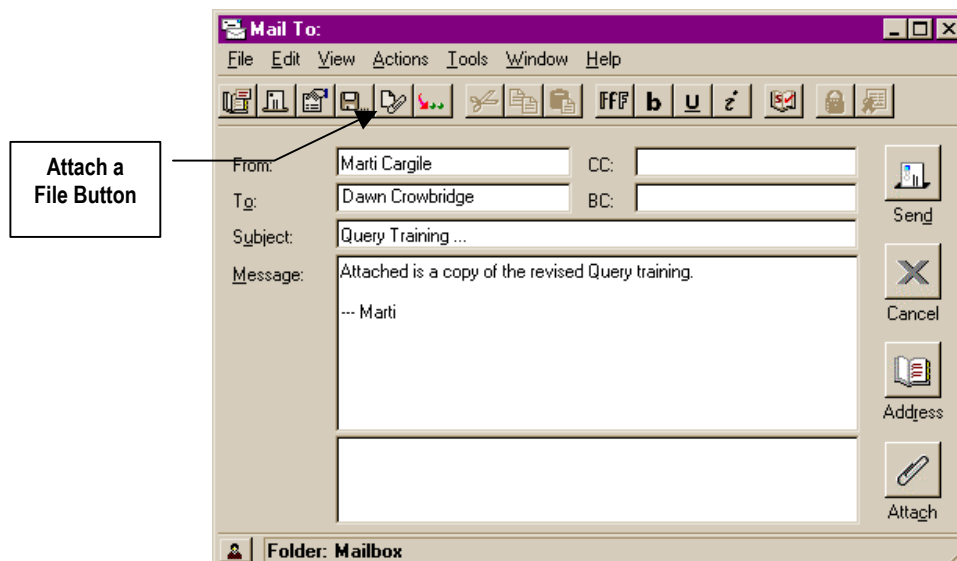 Mail To:
File Edit View Actions Tools Window Help
FfF b u i
Attach a
File Button
From: Marti Cargile CC:
To: Dawn Crowbridge BC:
Send
Subject: Query Training ...
Message: Attached is a copy of the revised Query training.
--- Marti
Cancel
Address
Attach
Folder: Mailbox